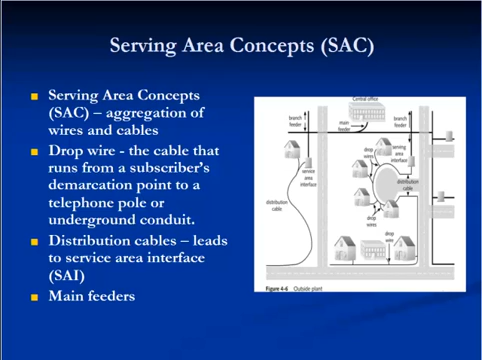 Serving Area Concepts (SAC)
Serving Area Concepts
(SAC) – aggregation of
wires and cables
Drop wire - the cable that
runs from a subscriber's
demarcation point to a
telephone pole or
underground conduit.
Distribution cables – leads
to service area interface
(SAI)
Main feeders
Central office
branch
feeder
main
feeder
branch
feeder
drop
wires
serving
area
interface
service
area
interface
distribution
cable
distribution
cable
drop
wires
drop
wire
Figure 4-6 Outside plant